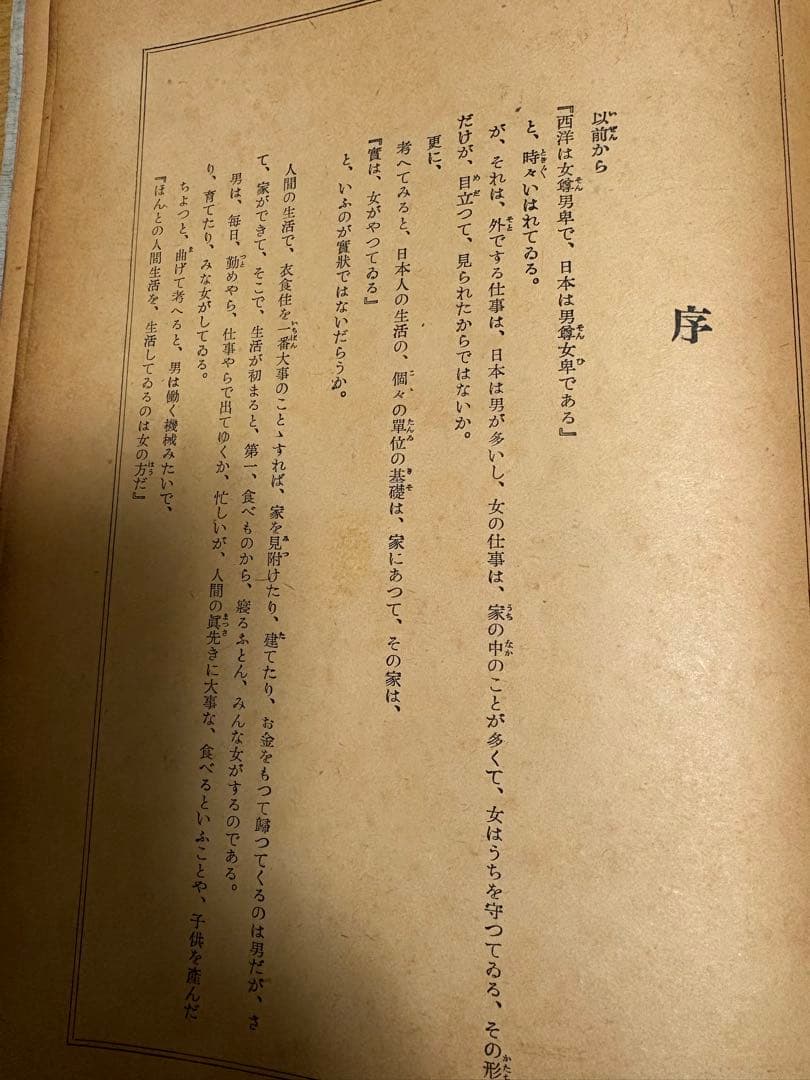 序
以前から
『西洋は女尊男卑で、日本は男尊女卑である』
と、時々いはれてゐる。
が、それは、外でする仕事は、日本は男が多いし、女の仕事は、家の中のことが多くて、女はうちを守つてゐる、その形
だけが、目立つて、見られたからではないか。
更に、
考へてみると、日本人の生活の、個々の單位の基礎は、家にあつて、その家は、
『實は、女がやつてゐる』
と、いふのが實狀ではないだらうか。
人間の生活で、衣食住を一番大事のことゝすれば、家を見附けたり、建てたり、お金をもつて歸つてくるのは男だが、さ
て、家ができて、そこで、生活が初まると、第一、食べものから、寢るふとん、みんな女がするのである。
男は、毎日、勤めやら、仕事やらで出てゆくか、忙しいが、人間の眞先きに大事な、食べるといふことや、子供を產んだ
り、育てたり、みな女がしてゐる。
ちよつと、曲げて考へると、男は働く機械みたいで、
『ほんとの人間生活を、生活してゐるのは女の方だ』